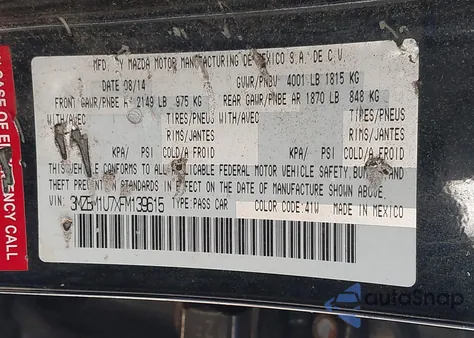 MFD. BY MAZDA MOTOR MANUFACTURING DE MEXICO S.A. DE C.V.
DATE 08/14 GVWR/PNBV 4001 LB 1815 KG
FRONT GAWR/PNBE 2149 LB 975 KG REAR GAWR/PNBE AR 1870 LB 848 KG
WITH/AVEC TIRES/PNEUS WITH/AVEC TIRES/PNEUS
RIMS/JANTES RIMS/JANTES
KPA/ PSI COLD/A FROID KPA/ PSI COLD/A FROID
THIS VEHICLE CONFORMS TO ALL APPLICABLE FEDERAL MOTOR VEHICLE SAFETY, AND
THEFT PREVENTION STANDARDS IN EFFECT ON THE DATE OF MANUFACTURE SHOWN ABOVE.
VIN: TYPE PASS CAR COLOR CODE:41W MADE IN MEXICO
IN CASE OF
CALL
autoSnap